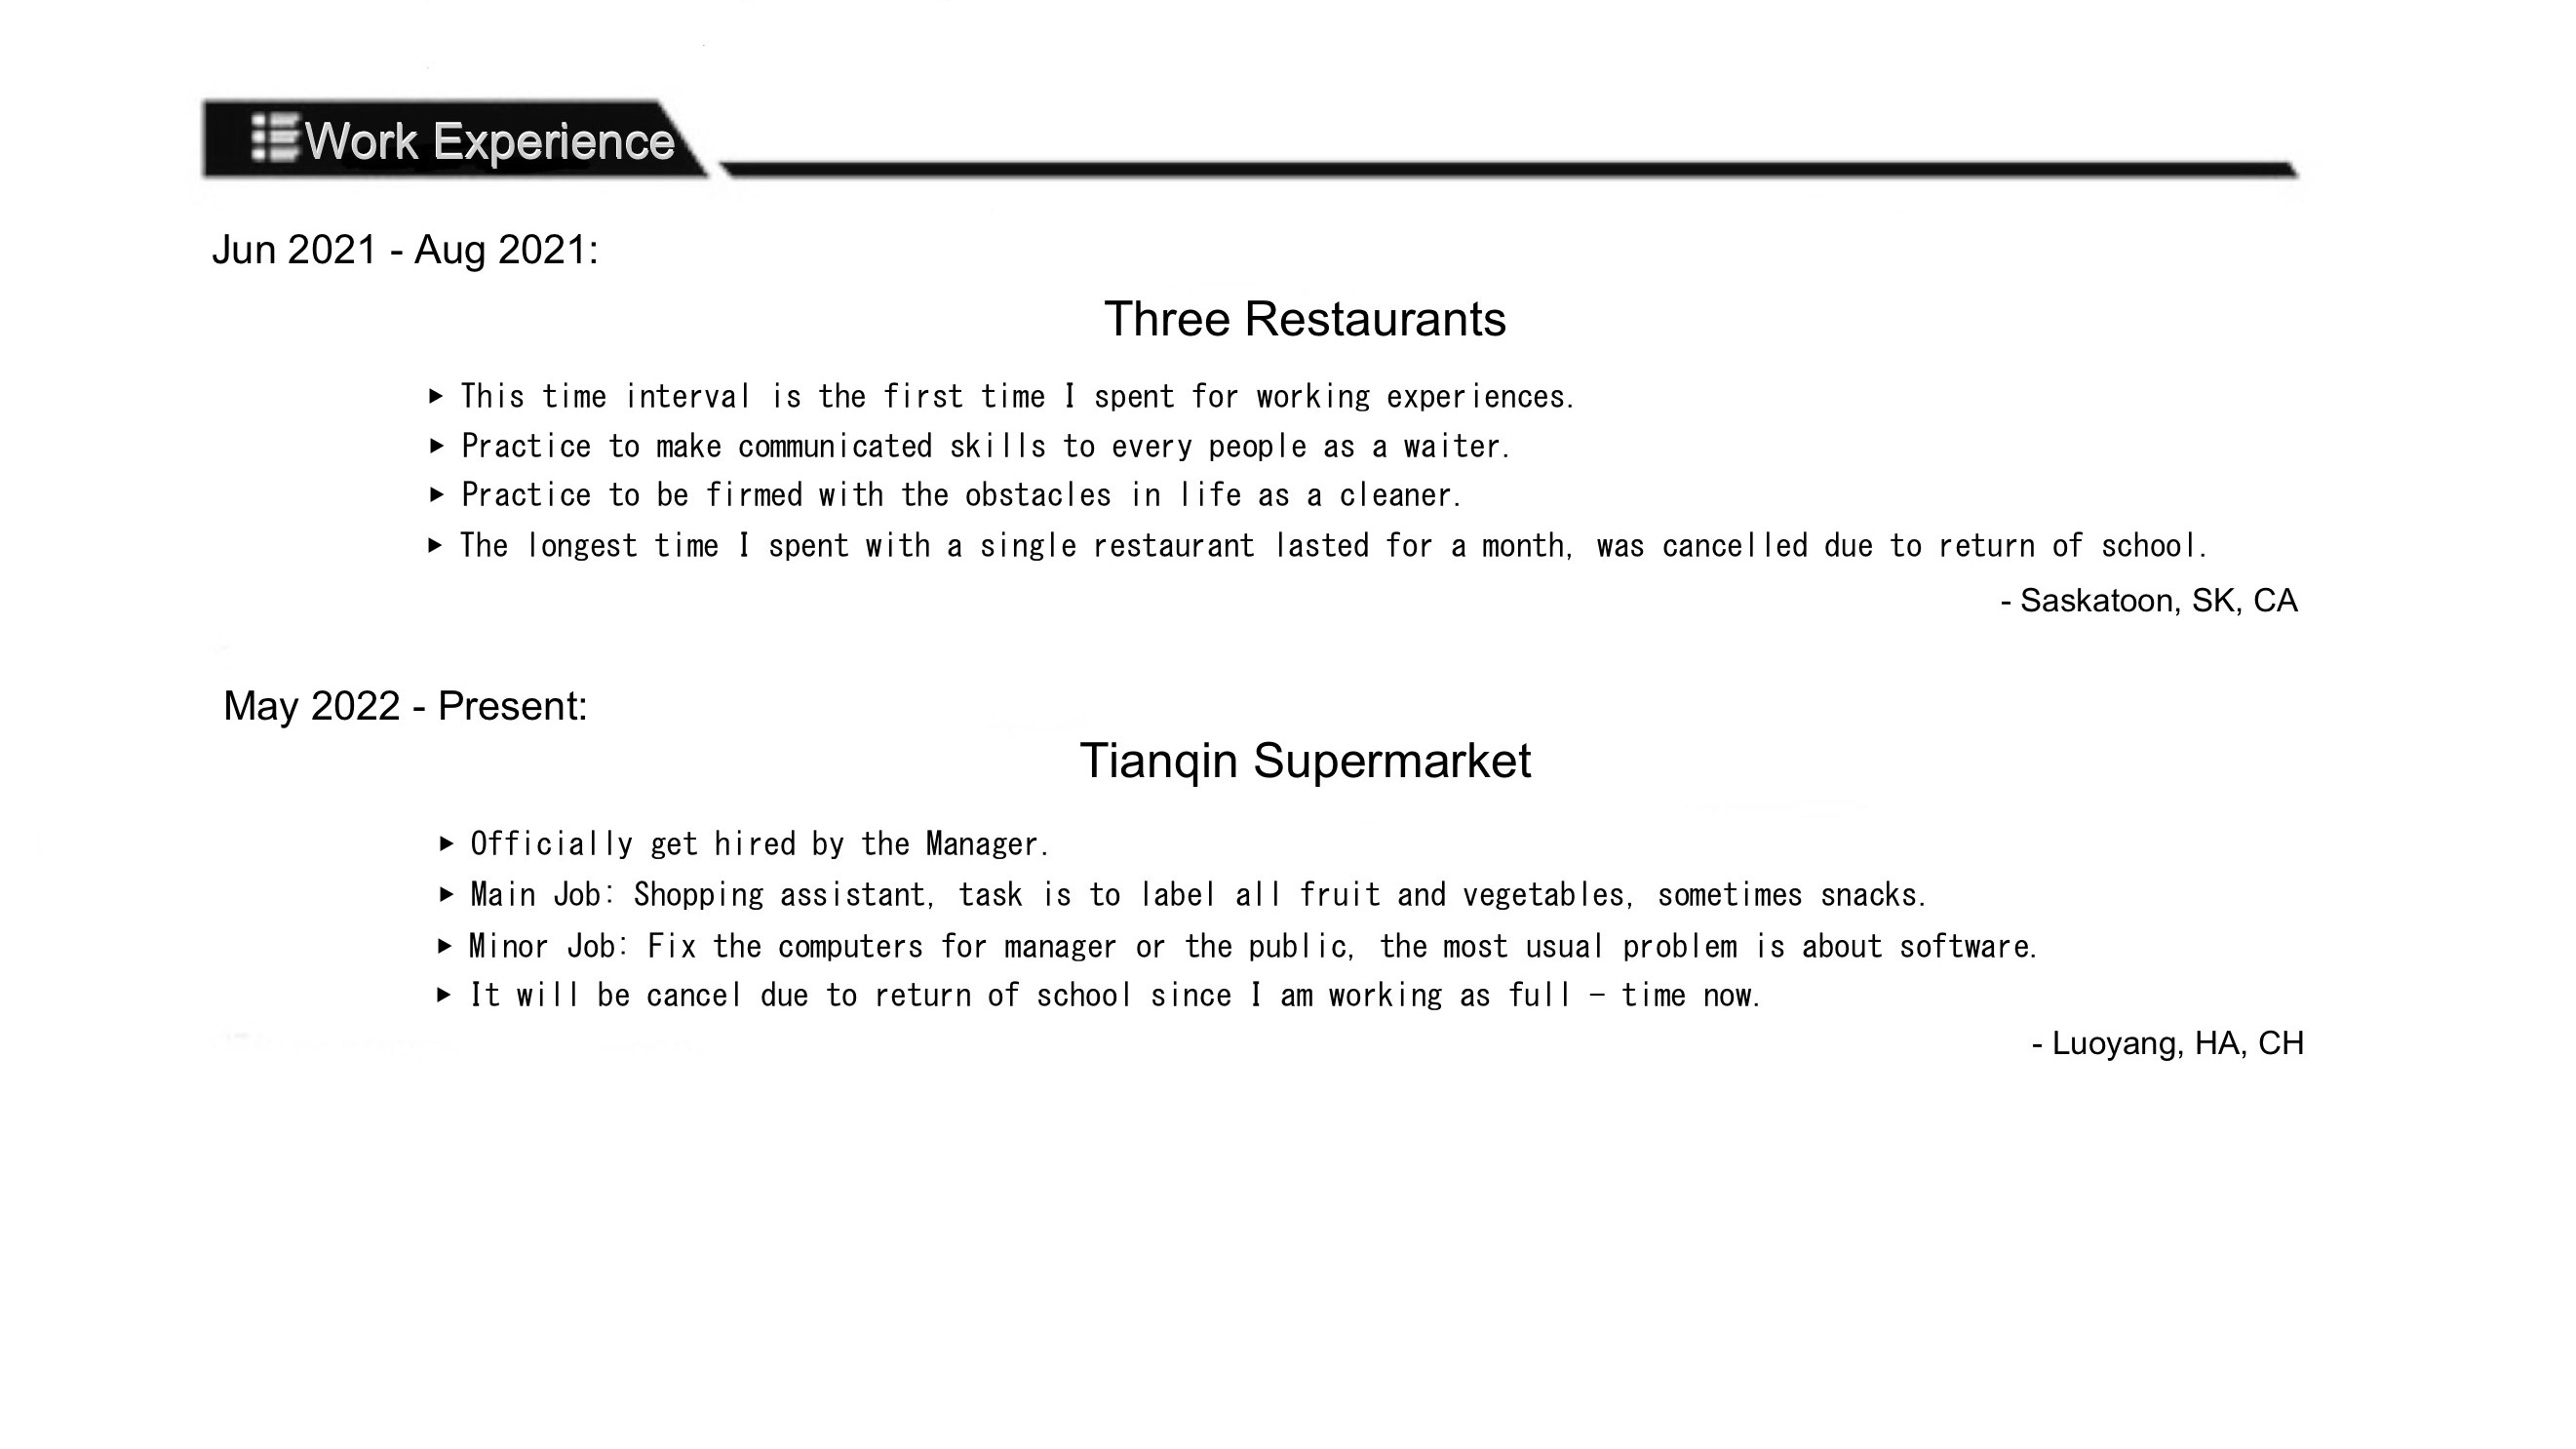 Work Experience
Jun 2021 - Aug 2021:
Three Restaurants
▶ This time interval is the first time I spent for working experiences.
▶ Practice to make communicated skills to every people as a waiter.
▶ Practice to be firmed with the obstacles in life as a cleaner.
▶ The longest time I spent with a single restaurant lasted for a month, was cancelled due to return of school.
- Saskatoon, SK, CA
May 2022 - Present:
Tianqin Supermarket
▶ Officially get hired by the Manager.
▶ Main Job: Shopping assistant, task is to label all fruit and vegetables, sometimes snacks.
▶ Minor Job: Fix the computers for manager or the public, the most usual problem is about software.
▶ It will be cancel due to return of school since I am working as full - time now.
- Luoyang, HA, CH